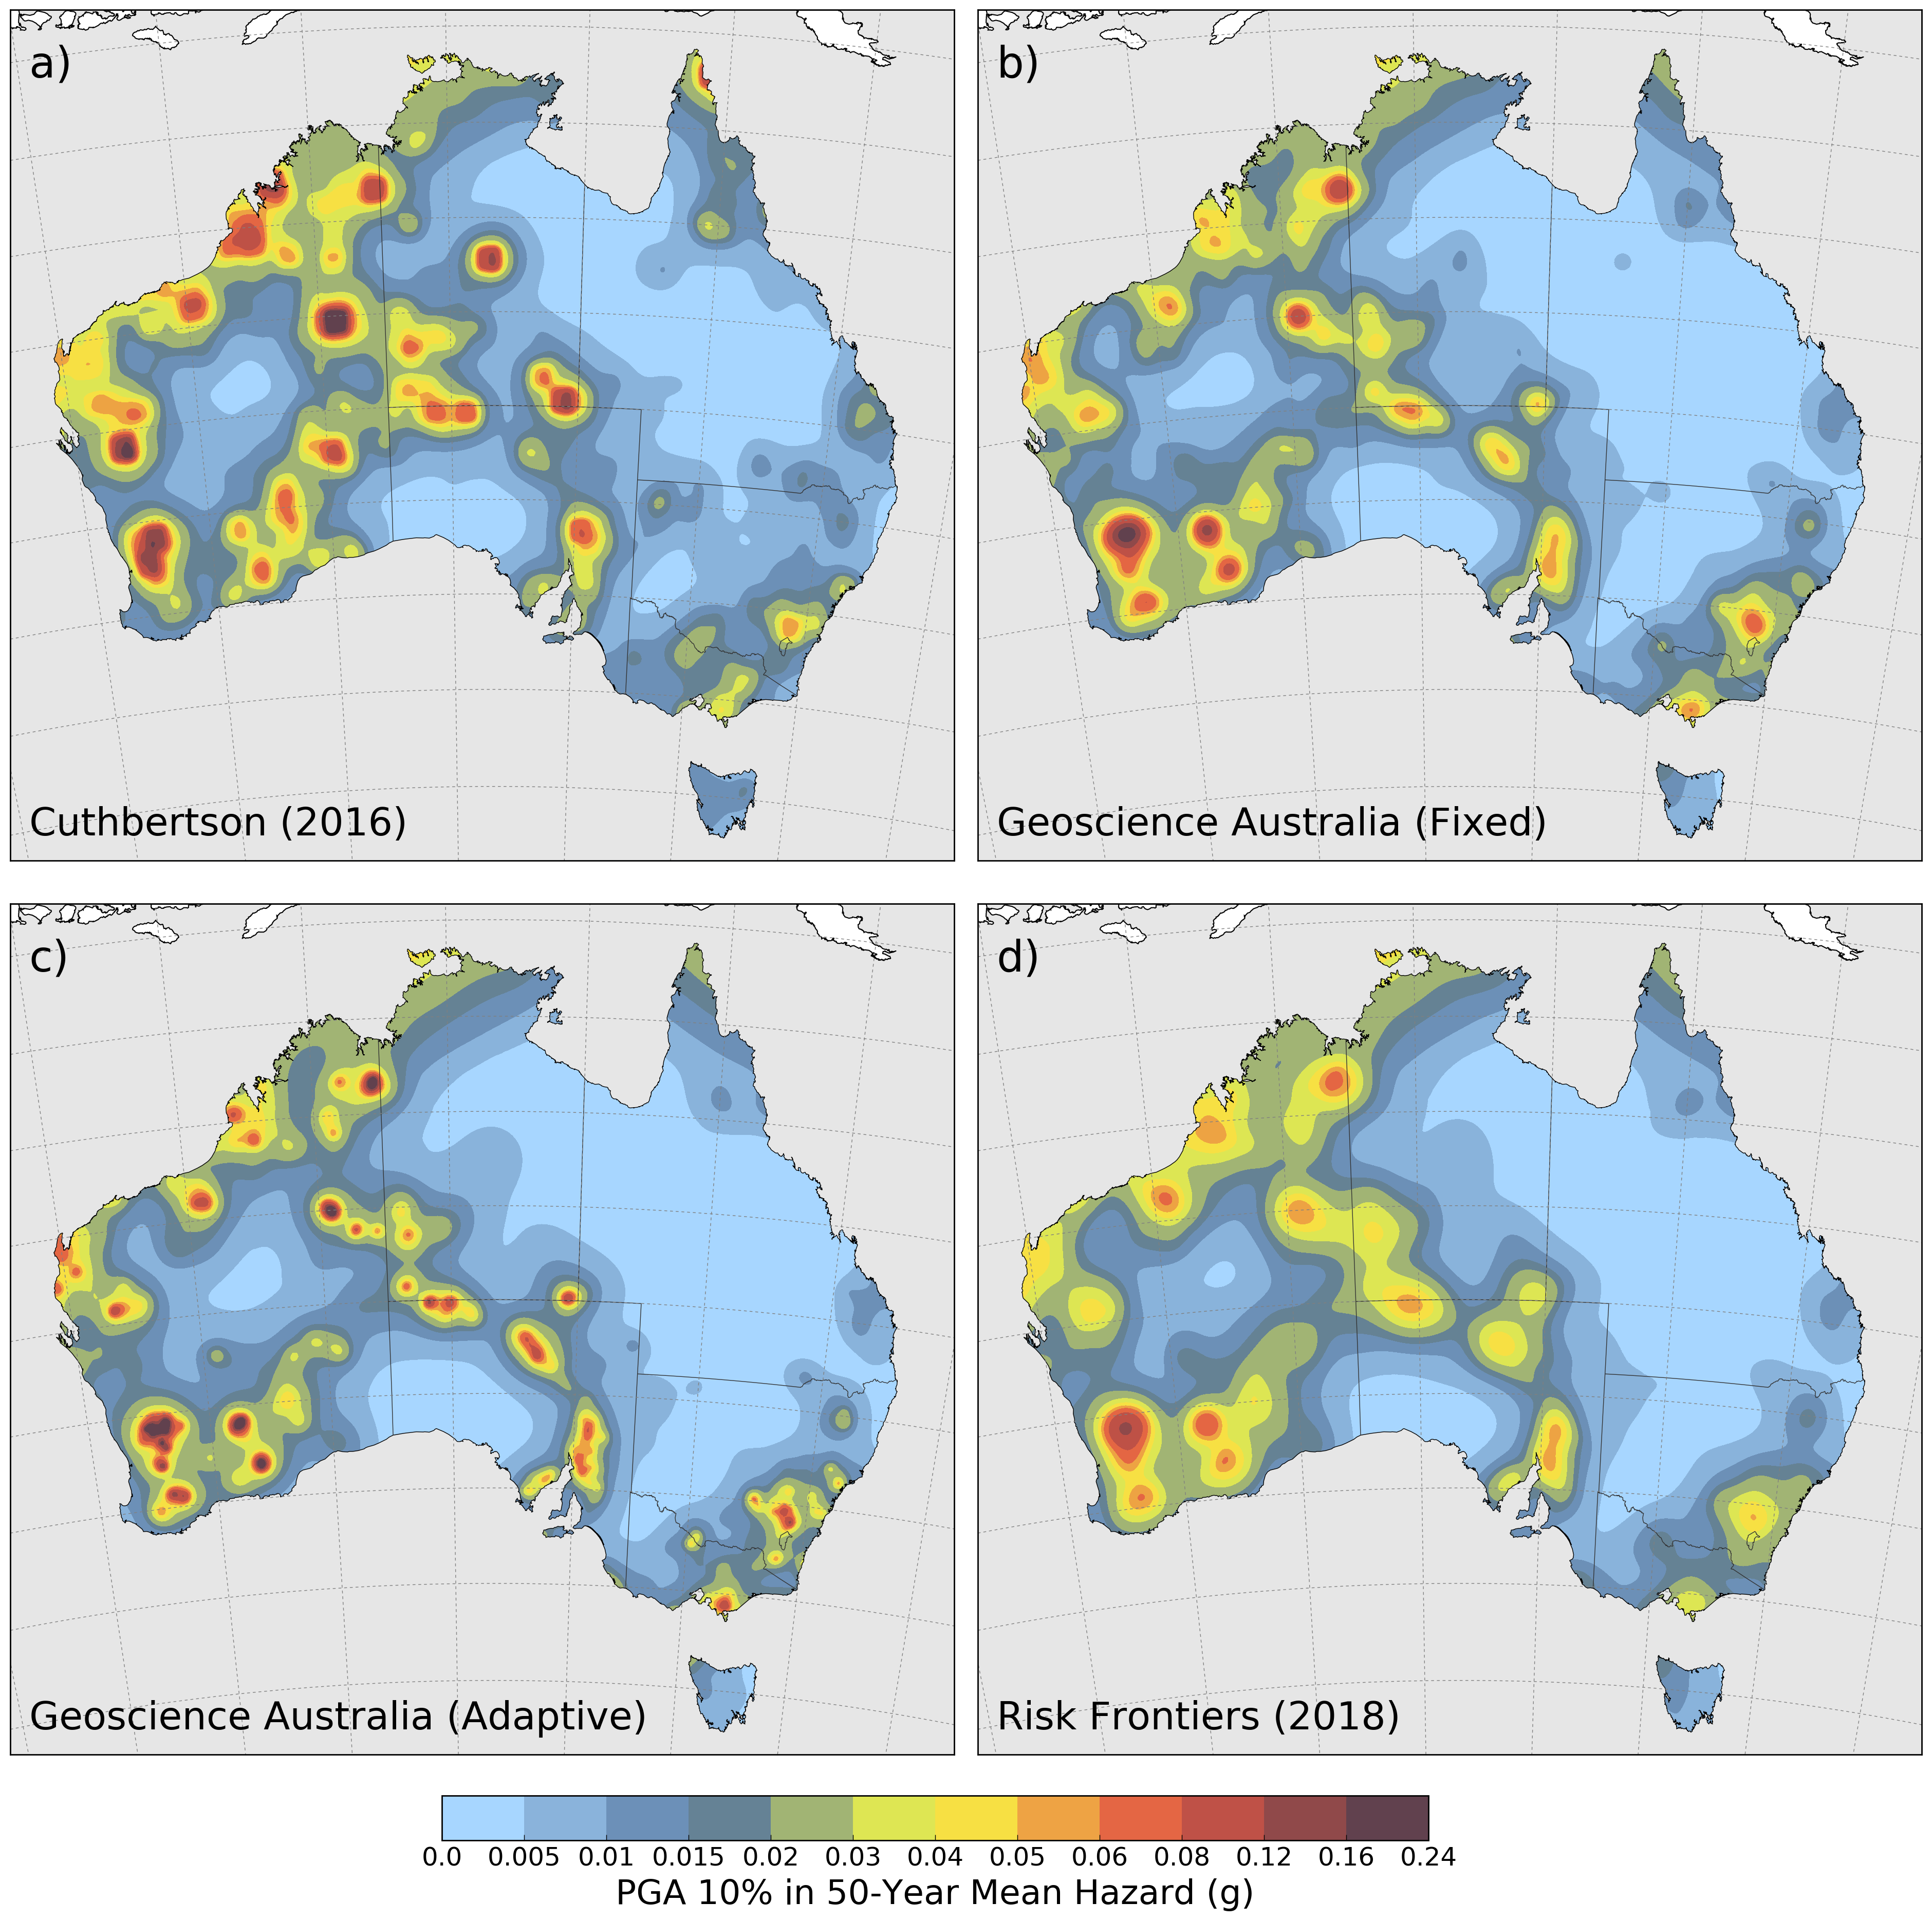 a)
Cuthbertson (2016)
b)
Geoscience Australia (Fixed)
c)
Geoscience Australia (Adaptive)
d)
Risk Frontiers (2018)
0.0 0.005 0.01 0.015 0.02 0.03 0.04 0.05 0.06 0.08 0.12 0.16 0.24
PGA 10% in 50-Year Mean Hazard (g)